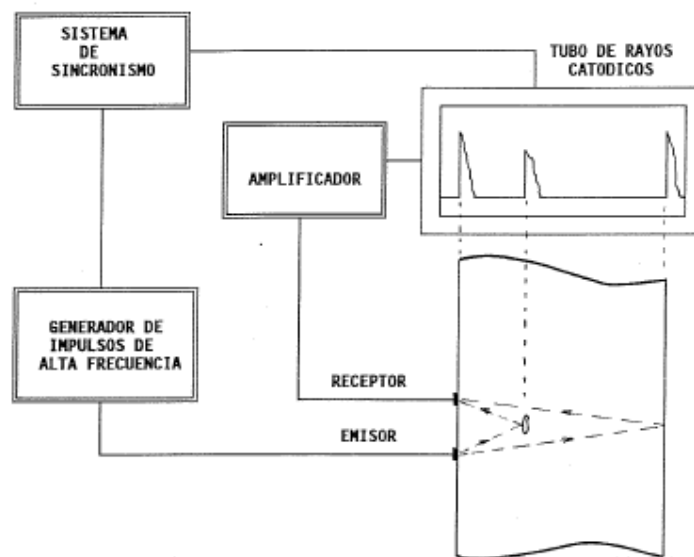 SISTEMA
DE
SINCRONISMO
TUBO DE RAYOS
CATODICOS
AMPLIFICADOR
GENERADOR DE
IMPULSOS DE
ALTA FRECUENCIA
RECEPTOR
EMISOR